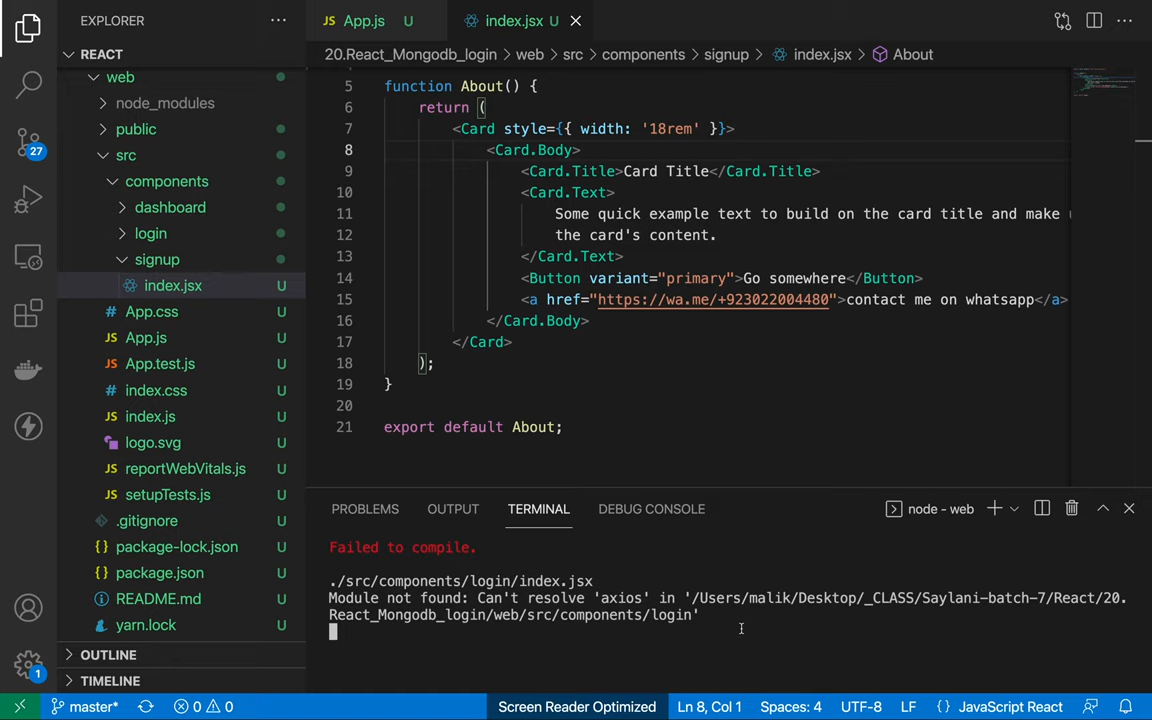 EXPLORER
REACT
web
node_modules
public
src
components
dashboard
login
signup
index.jsx U
App.css U
App.js U
App.test.js U
index.css U
index.js U
logo.svg U
reportWebVitals.js U
setupTests.js U
.gitignore U
package-lock.json U
package.json U
README.md U
yarn.lock U
OUTLINE
TIMELINE
27
1
JS App.js U
index.jsx U
20.React_Mongodb_login > web > src > components > signup > index.jsx > About
5 function About() {
6 return (
7 <Card style={{ width: '18rem' }}>
8 <Card.Body>
9 <Card.Title>Card Title</Card.Title>
10 <Card.Text>
11 Some quick example text to build on the card title and make
12 the card's content.
13 </Card.Text>
14 <Button variant="primary">Go somewhere</Button>
15 <a href="https://wa.me/+923022004480">contact me on whatsapp</a>
16 </Card.Body>
17 </Card>
18 );
19 }
20
21 export default About;
PROBLEMS OUTPUT TERMINAL DEBUG CONSOLE node - web
Failed to compile.
./src/components/login/index.jsx
Module not found: Can't resolve 'axios' in '/Users/malik/Desktop/_CLASS/Saylani-batch-7/React/20.
React_Mongodb_login/web/src/components/login'
master* 0 0 Screen Reader Optimized Ln 8, Col 1 Spaces: 4 UTF-8 LF {} JavaScript React